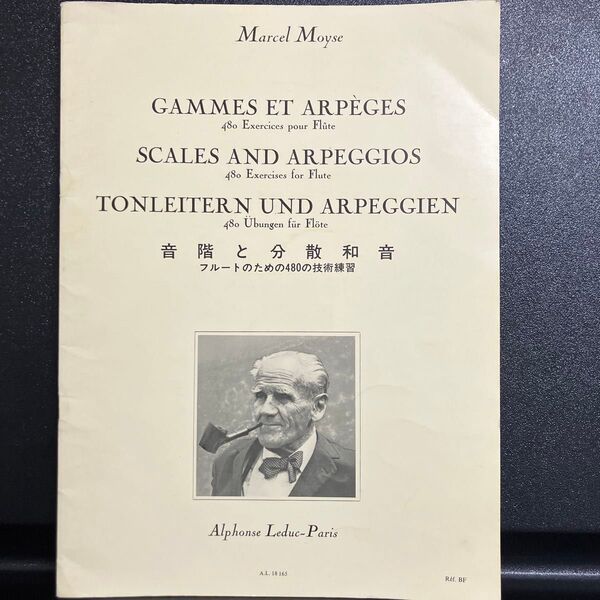 Marcel Moyse
GAMMES ET ARPÈGES
480 Exercices pour Flûte
SCALES AND ARPEGGIOS
480 Exercises for Flute
TONLEITERN UND ARPEGGIEN
480 Übungen für Flöte
音階と分散和音
フルートのための480の技術練習
Alphonse Leduc-Paris
A.L. 18 165
Réf. BF